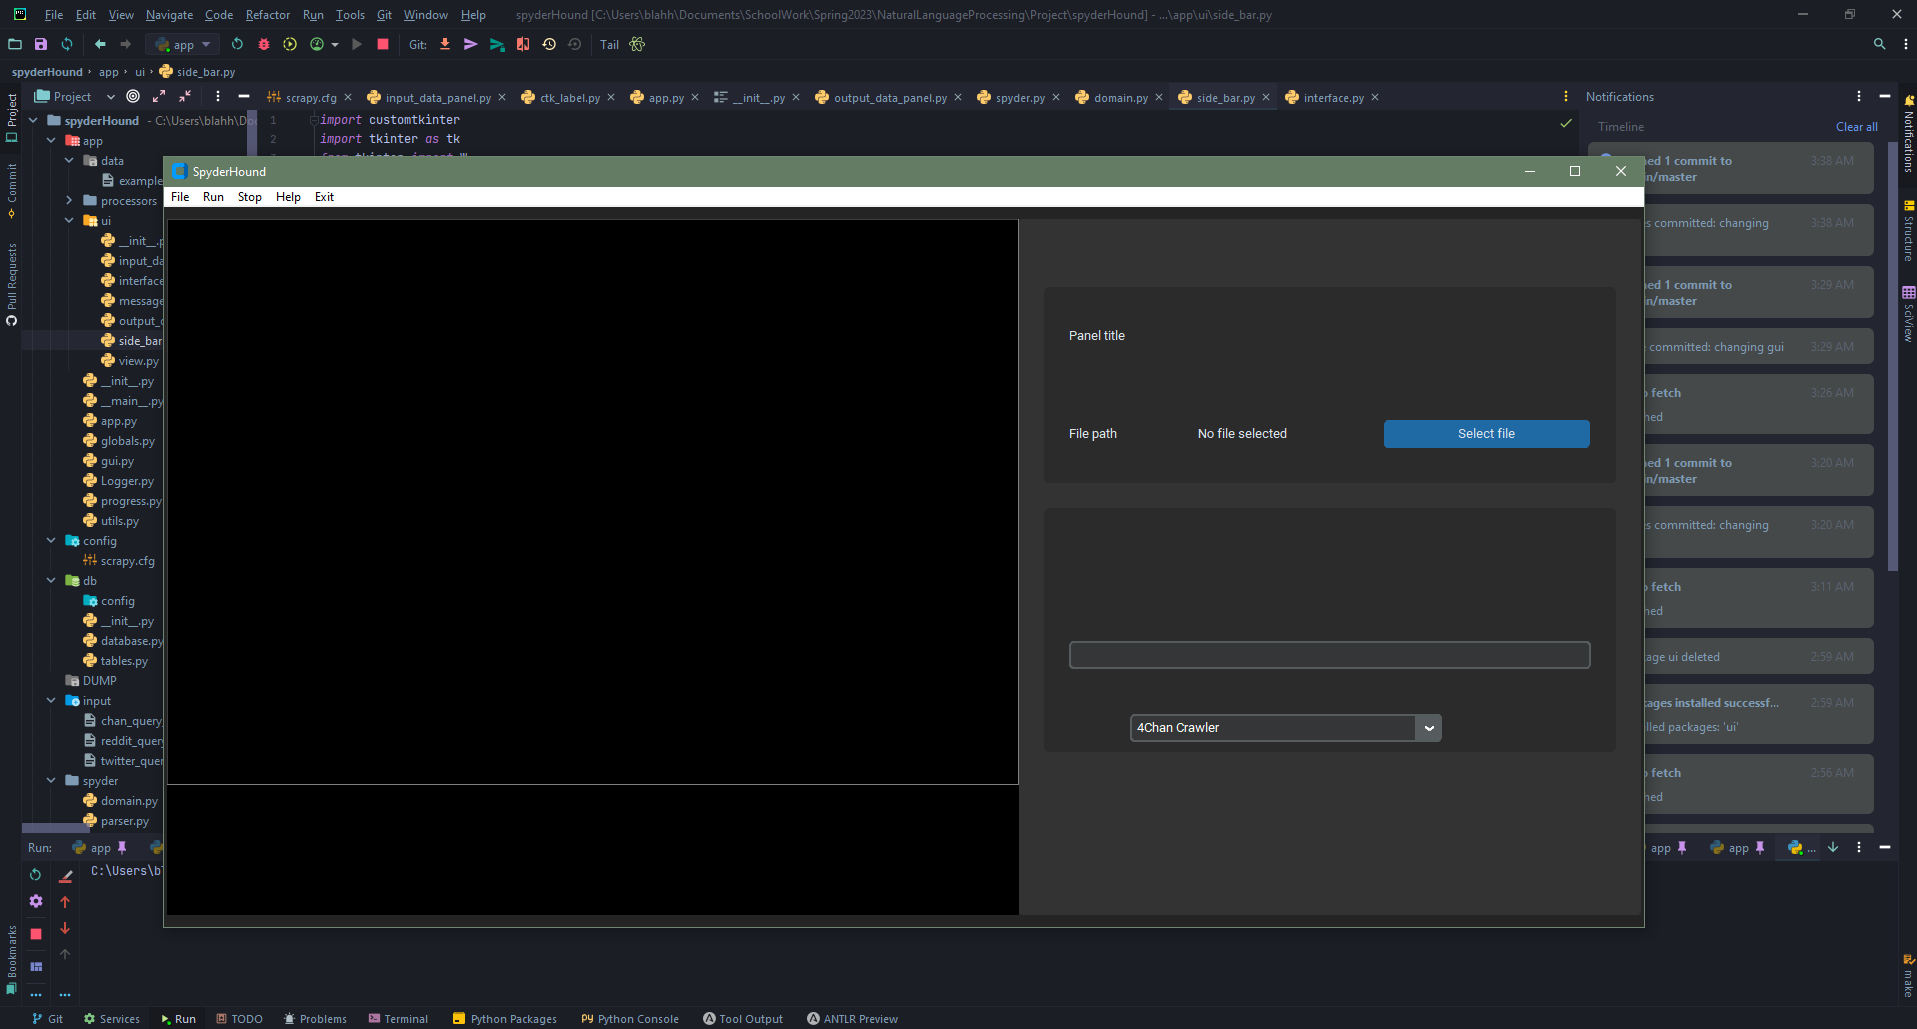 File Edit View Navigate Code Refactor Run Tools Git Window Help spyderHound [C:\Users\blahh\Documents\SchoolWork\Spring2023\NaturalLanguageProcessing\Project\spyderHound] - ...\app\ui\side_bar.py
app Git: Tail
spyderHound app ui side_bar.py
Project scrapy.cfg input_data_panel.py ctk_label.py app.py __init__.py output_data_panel.py spyder.py domain.py side_bar.py interface.py Notifications
spyderHound - C:\Users\blahh\Doc
1 import customtkinter
2 import tkinter as tk
Timeline Clear all
app
data
example
processors
ui
__init__.p
input_da
interface
message
output_
side_bar
view.py
__init__.py
__main__.py
app.py
globals.py
gui.py
Logger.py
progress.py
utils.py
config
scrapy.cfg
db
config
__init__.py
database.py
tables.py
DUMP
input
chan_query
reddit_query
twitter_quer
spyder
domain.py
parser.py
Project
Commit
Pull Requests
Bookmarks
SpyderHound
File Run Stop Help Exit
Panel title
File path No file selected Select file
4Chan Crawler
ed 1 commit to 3:38 AM
n/master
s committed: changing 3:38 AM
ed 1 commit to 3:29 AM
n/master
committed: changing gui 3:29 AM
fetch 3:26 AM
ned
ed 1 commit to 3:20 AM
n/master
s committed: changing 3:20 AM
fetch 3:11 AM
ned
age ui deleted 2:59 AM
ages installed successf... 2:59 AM
lled packages: 'ui'
fetch 2:56 AM
ned
Notifications
Structure
SciView
make
Run: app app app ...
C:\Users\b
Git Services Run TODO Problems Terminal Python Packages Python Console Tool Output ANTLR Preview